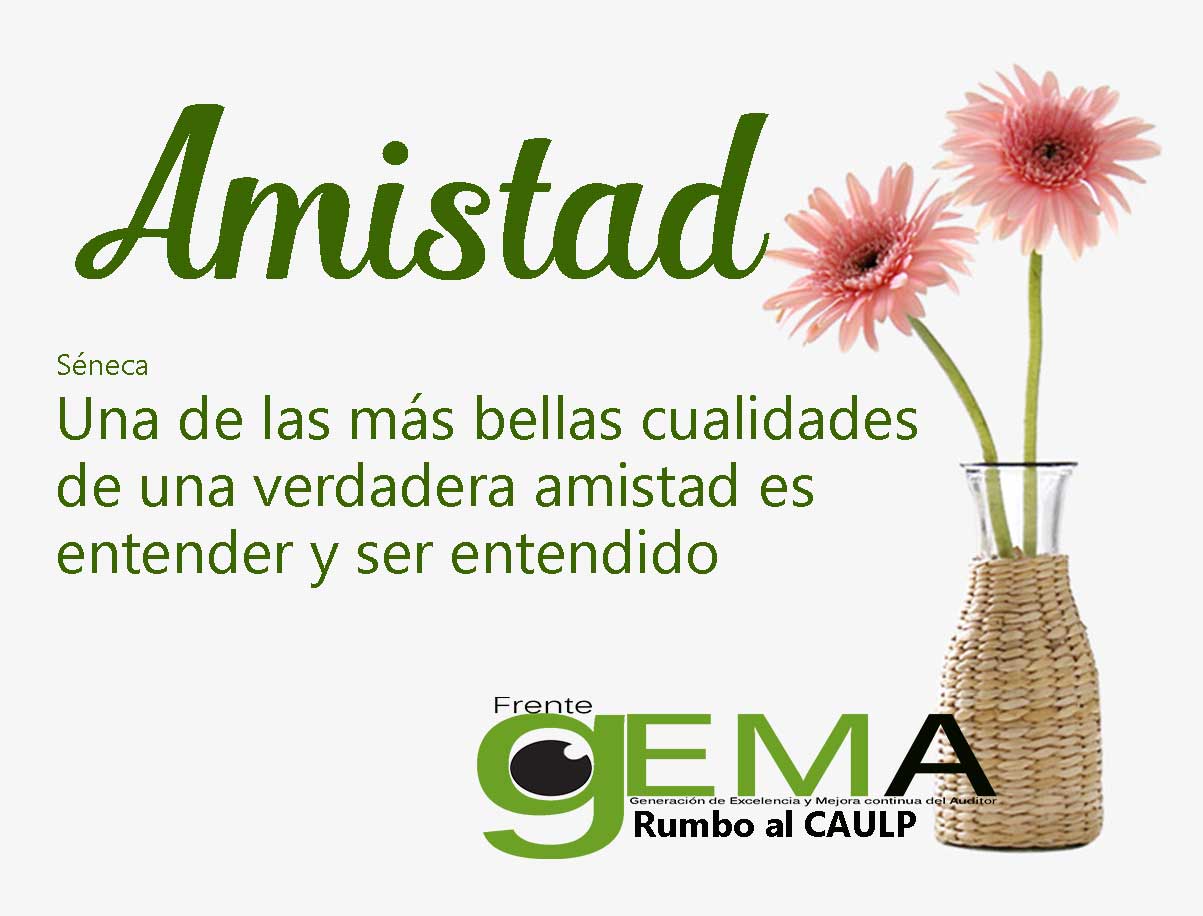 Amistad
Séneca
Una de las más bellas cualidades
de una verdadera amistad es
entender y ser entendido
Frente
gEMA
Generación de Excelencia y Mejora continua del Auditor
Rumbo al CAULP